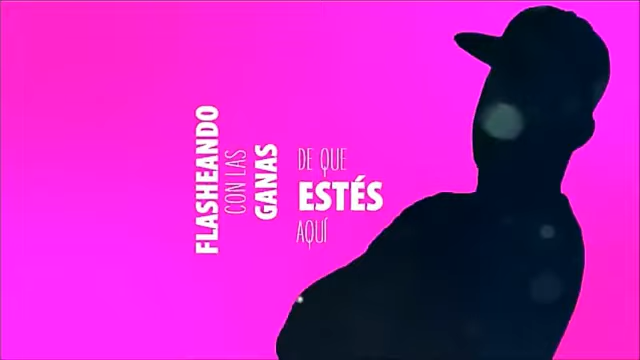 FLASHEANDO
CON LAS
GANAS
DE QUE
ESTÉS
AQUÍ